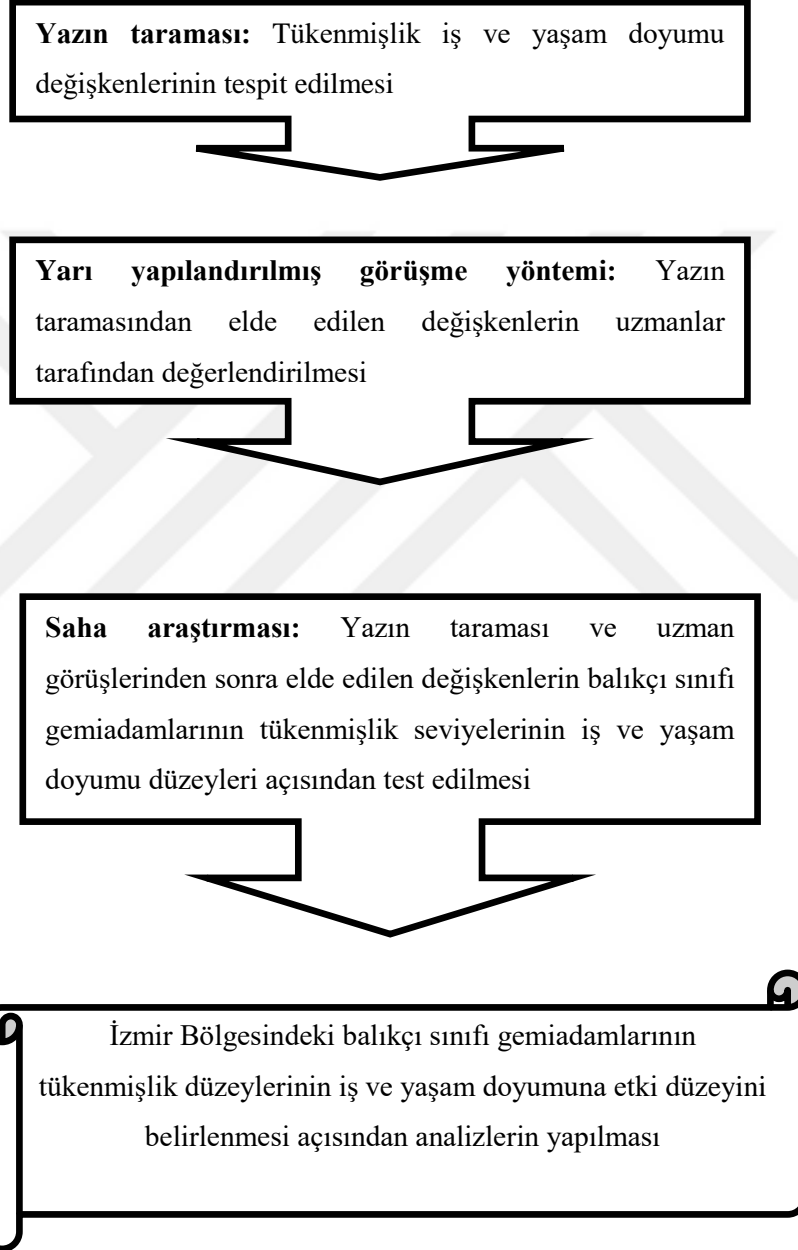 Yazın taraması: Tükenmişlik iş ve yaşam doyumu
değişkenlerinin tespit edilmesi
Yarı yapılandırılmış görüşme yöntemi: Yazın
taramasından elde edilen değişkenlerin uzmanlar
tarafından değerlendirilmesi
Saha araştırması: Yazın taraması ve uzman
görüşlerinden sonra elde edilen değişkenlerin balıkçı sınıfı
gemiadamlarının tükenmişlik seviyelerinin iş ve yaşam
doyumu düzeyleri açısından test edilmesi
İzmir Bölgesindeki balıkçı sınıfı gemiadamlarının
tükenmişlik düzeylerinin iş ve yaşam doyumuna etki düzeyini
belirlenmesi açısından analizlerin yapılması